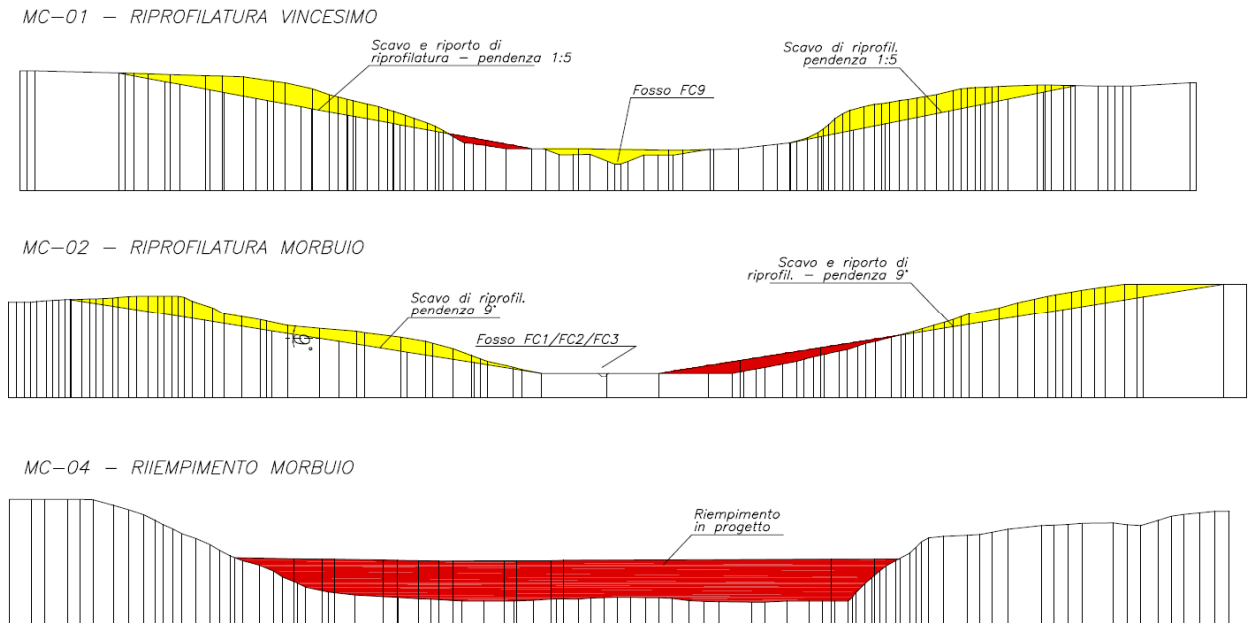 MC-01 - RIPROFILATURA VINCESIMO
Scavo e riporto di
riprofilatura - pendenza 1:5
Scavo di riprofil.
pendenza 1:5
Fosso FC9
MC-02 - RIPROFILATURA MORBUIO
Scavo e riporto di
riprofil. - pendenza 9°
Scavo di riprofil.
pendenza 9°
Fosso FC1/FC2/FC3
MC-04 - RIIEMPIMENTO MORBUIO
Riempimento
in progetto